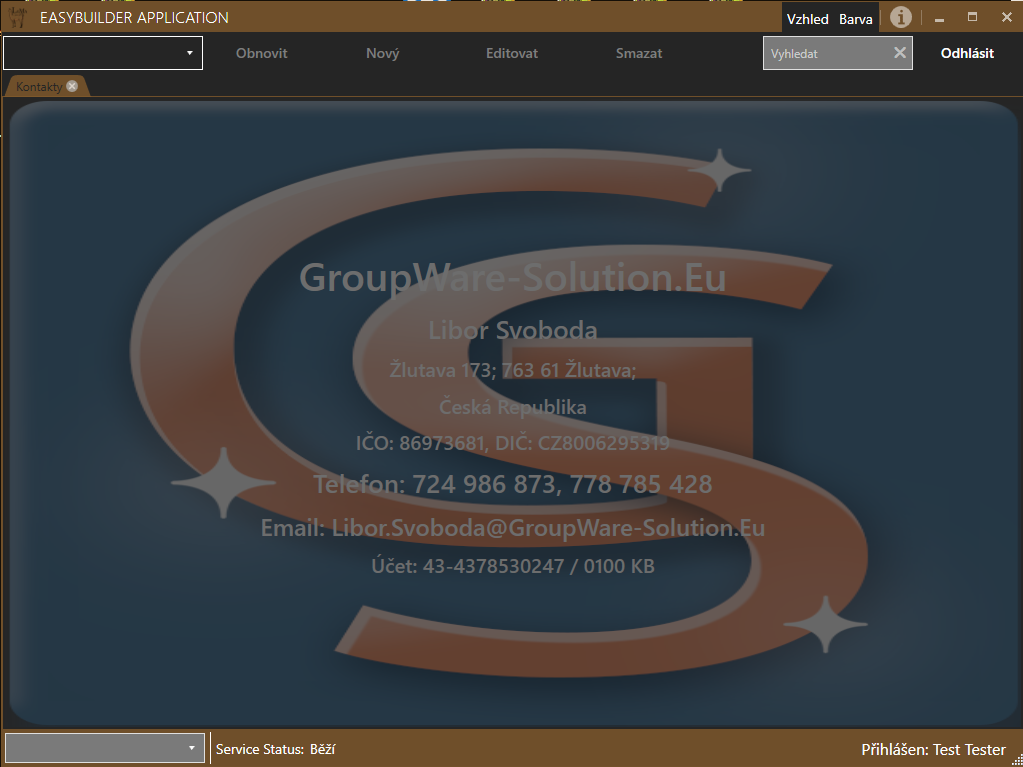 EASYBUILDER APPLICATION
Vzhled Barva
Obnovit Nový Editovat Smazat Vyhledat Odhlásit
Kontakty
GroupWare-Solution.Eu
Libor Svoboda
Žlutava 173; 763 61 Žlutava;
Česká Republika
IČO: 86973681, DIČ: CZ8006295319
Telefon: 724 986 873, 778 785 428
Email: Libor.Svoboda@GroupWare-Solution.Eu
Účet: 43-4378530247 / 0100 KB
Service Status: Běží Přihlášen: Test Tester